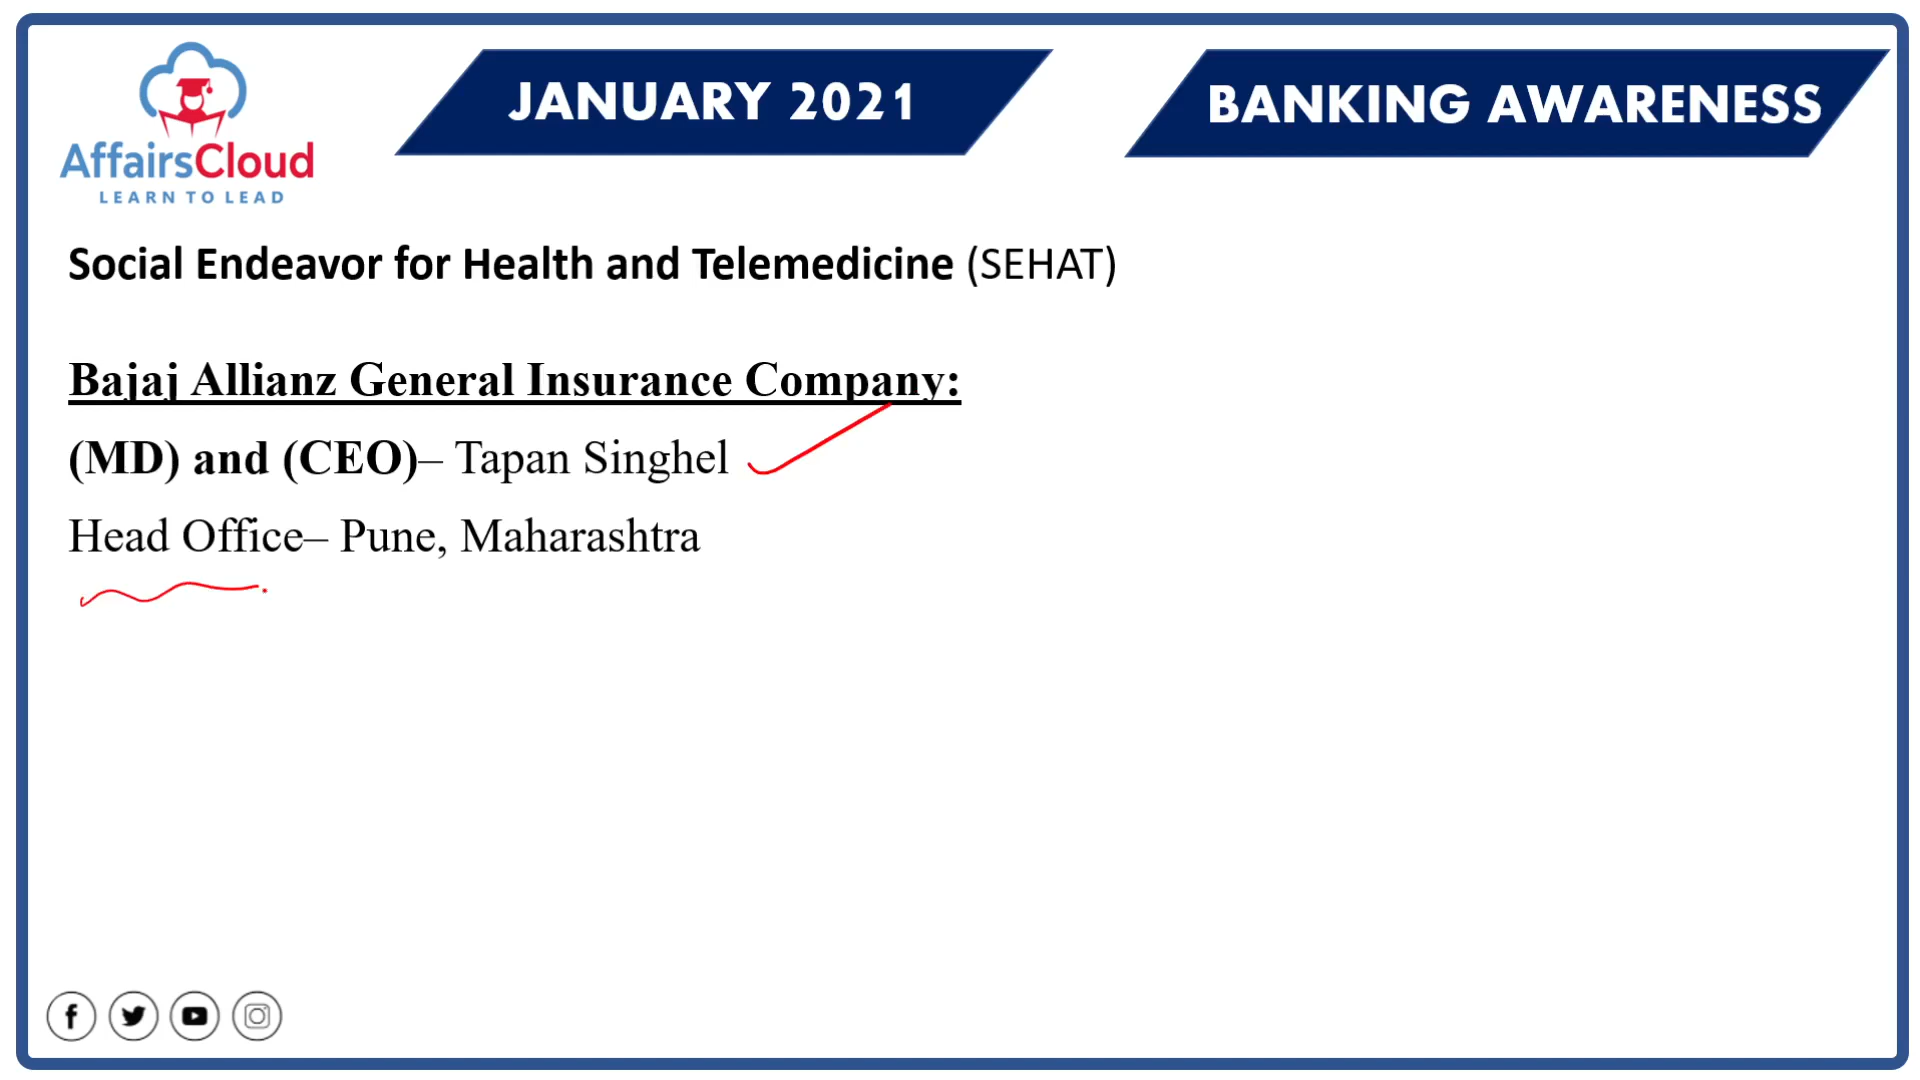 AffairsCloud
LEARN TO LEAD
JANUARY 2021
BANKING AWARENESS
Social Endeavor for Health and Telemedicine (SEHAT)
Bajaj Allianz General Insurance Company:
(MD) and (CEO)– Tapan Singhel
Head Office– Pune, Maharashtra